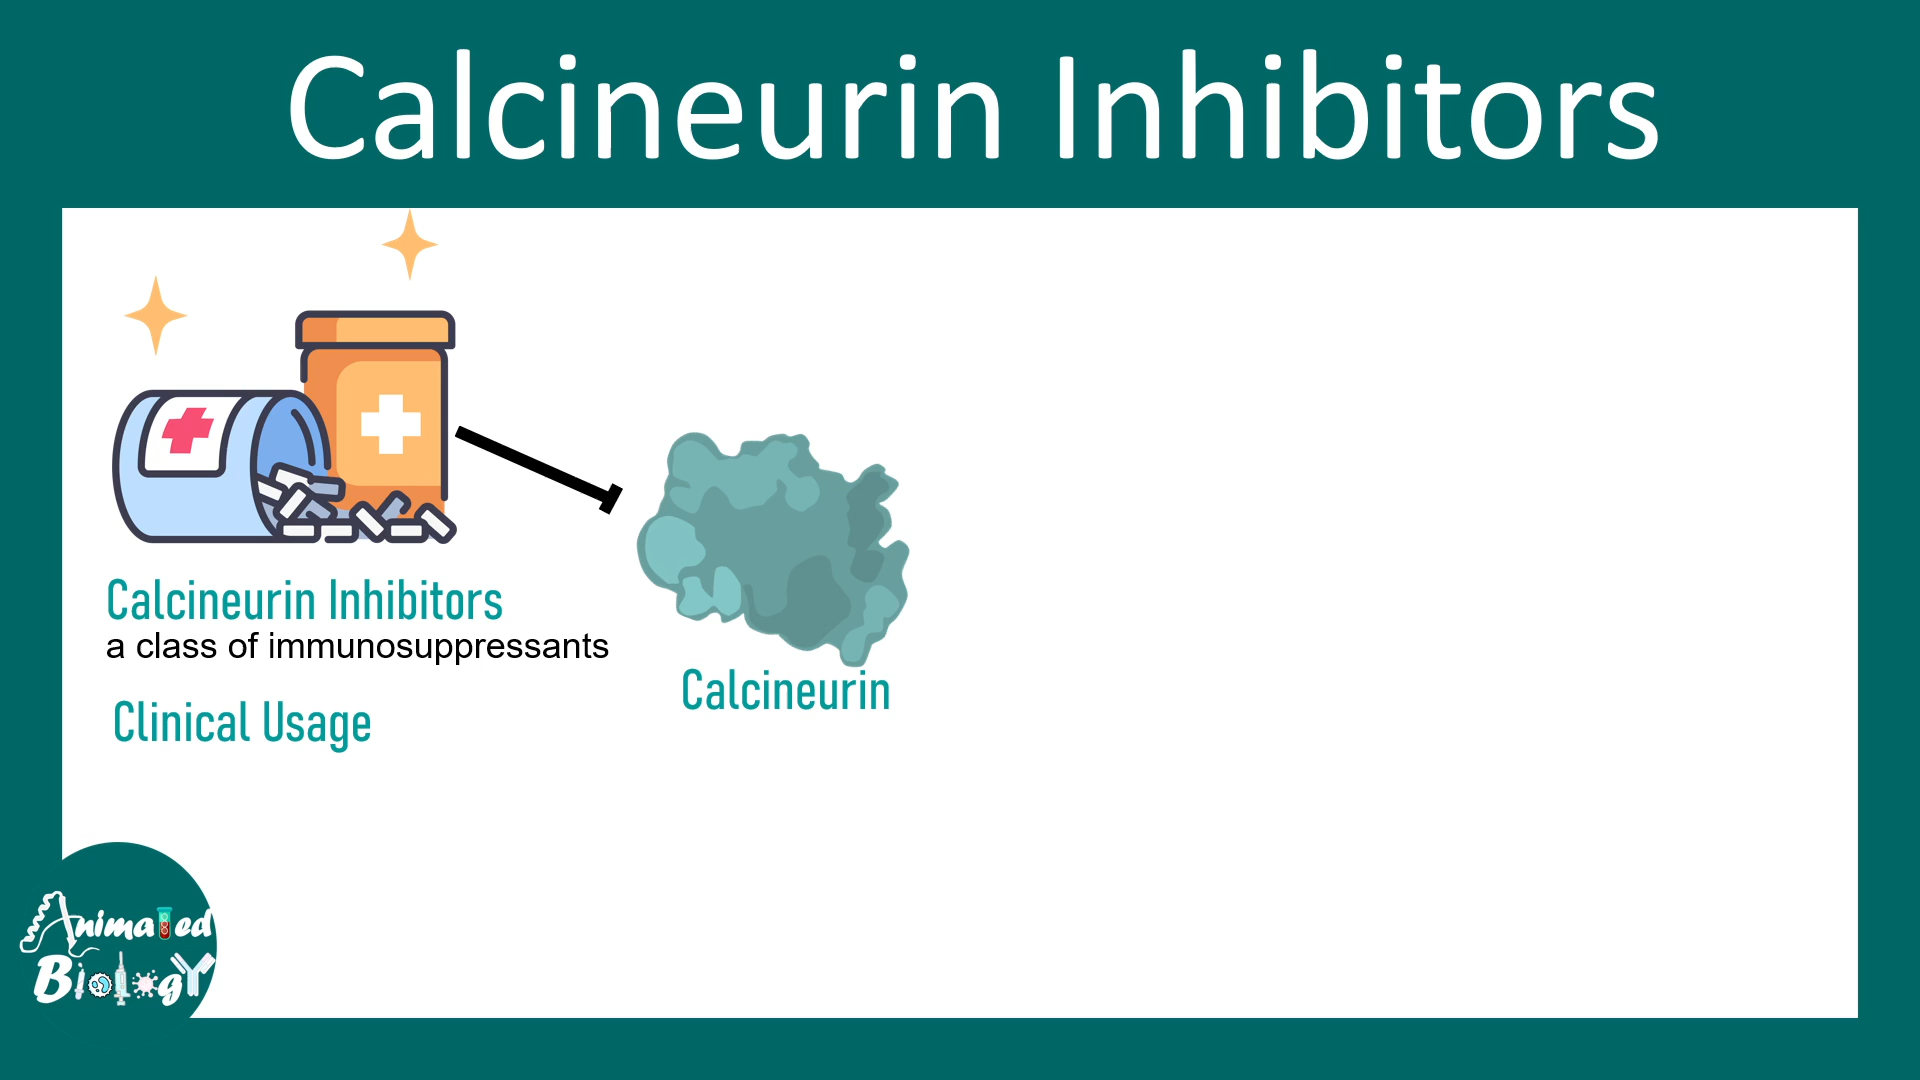 Calcineurin Inhibitors
Calcineurin Inhibitors
a class of immunosuppressants
Calcineurin
Clinical Usage
Animated
Biology